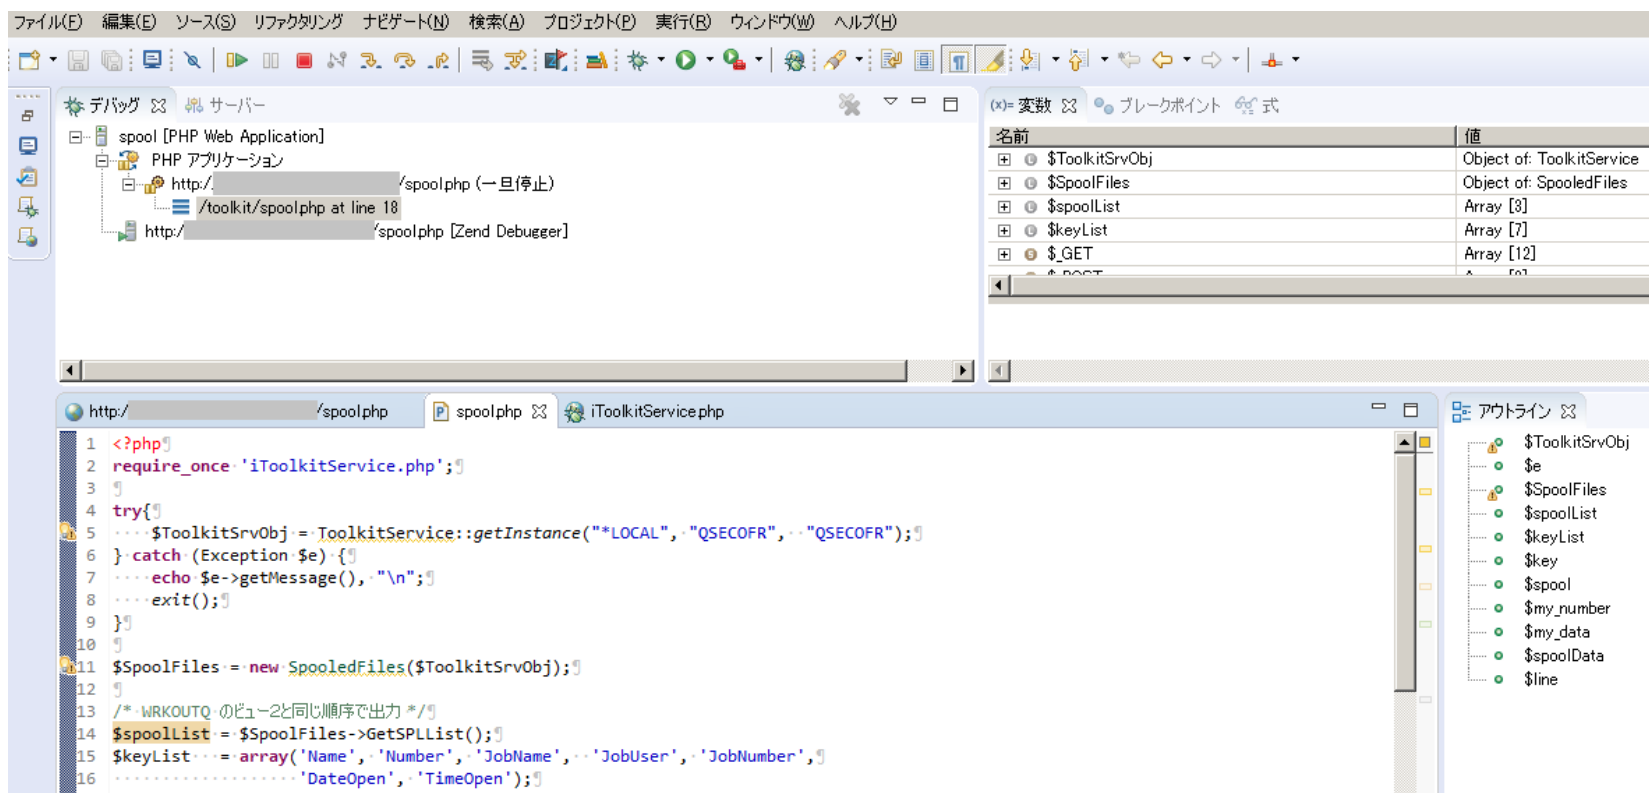 ファイル(F) 編集(E) ソース(S) リファクタリング ナビゲート(N) 検索(A) プロジェクト(P) 実行(R) ウィンドウ(W) ヘルプ(H)
デバッグ サーバー
spool [PHP Web Application]
PHP アプリケーション
http:/ /spool.php (一旦停止)
/toolkit/spool.php at line 18
http:/ /spool.php [Zend Debugger]
(x)= 変数 ブレークポイント 式
名前 値
$ToolkitSrvObj Object of: ToolkitService
$SpoolFiles Object of: SpooledFiles
$spoolList Array [3]
$keyList Array [7]
$_GET Array [12]
http:/ /spool.php spool.php iToolkitService.php
1 <?php
2 require_once 'iToolkitService.php';
3
4 try{
5 $ToolkitSrvObj = ToolkitService::getInstance("*LOCAL", "QSECOFR", "QSECOFR");
6 } catch (Exception $e) {
7 echo $e->getMessage(), "\n";
8 exit();
9 }
10
11 $SpoolFiles = new SpooledFiles($ToolkitSrvObj);
12
13 /* WRKOUTQ のビュー2と同じ順序で出力 */
14 $spoolList = $SpoolFiles->GetSPLList();
15 $keyList = array('Name', 'Number', 'JobName', 'JobUser', 'JobNumber',
16 'DateOpen', 'TimeOpen');
アウトライン
$ToolkitSrvObj
$e
$SpoolFiles
$spoolList
$keyList
$key
$spool
$my_number
$my_data
$spoolData
$line